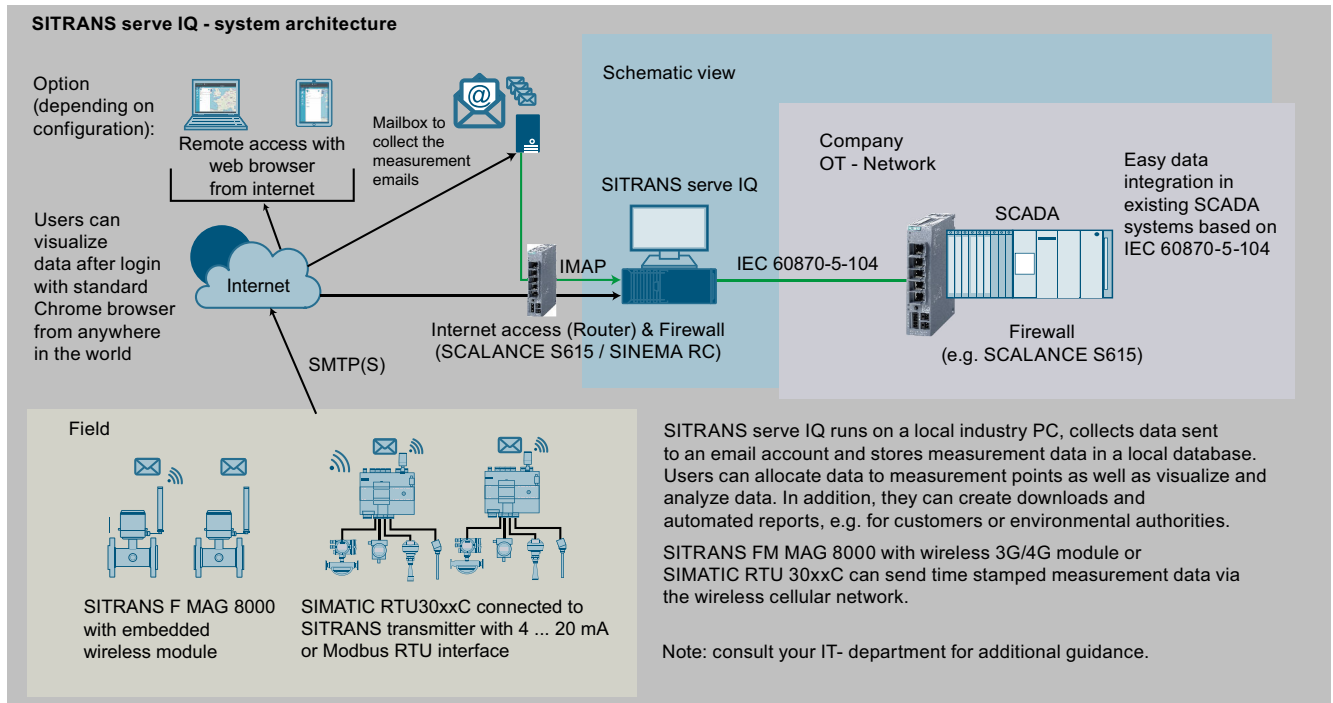 SITRANS serve IQ - system architecture
Option
(depending on
configuration):
Remote access with
web browser
from internet
Mailbox to
collect the
measurement
emails
@
Users can
visualize
data after login
with standard
Chrome browser
from anywhere
in the world
Internet
SMTP(S)
Schematic view
SITRANS serve IQ
IMAP
Internet access (Router) & Firewall
(SCALANCE S615 / SINEMA RC)
IEC 60870-5-104
Company
OT - Network
SCADA
Easy data
integration in
existing SCADA
systems based on
IEC 60870-5-104
Firewall
(e.g. SCALANCE S615)
Field
SITRANS F MAG 8000
with embedded
wireless module
SIMATIC RTU30xxC connected to
SITRANS transmitter with 4 ... 20 mA
or Modbus RTU interface
SITRANS serve IQ runs on a local industry PC, collects data sent
to an email account and stores measurement data in a local database.
Users can allocate data to measurement points as well as visualize and
analyze data. In addition, they can create downloads and
automated reports, e.g. for customers or environmental authorities.
SITRANS FM MAG 8000 with wireless 3G/4G module or
SIMATIC RTU 30xxC can send time stamped measurement data via
the wireless cellular network.
Note: consult your IT- department for additional guidance.